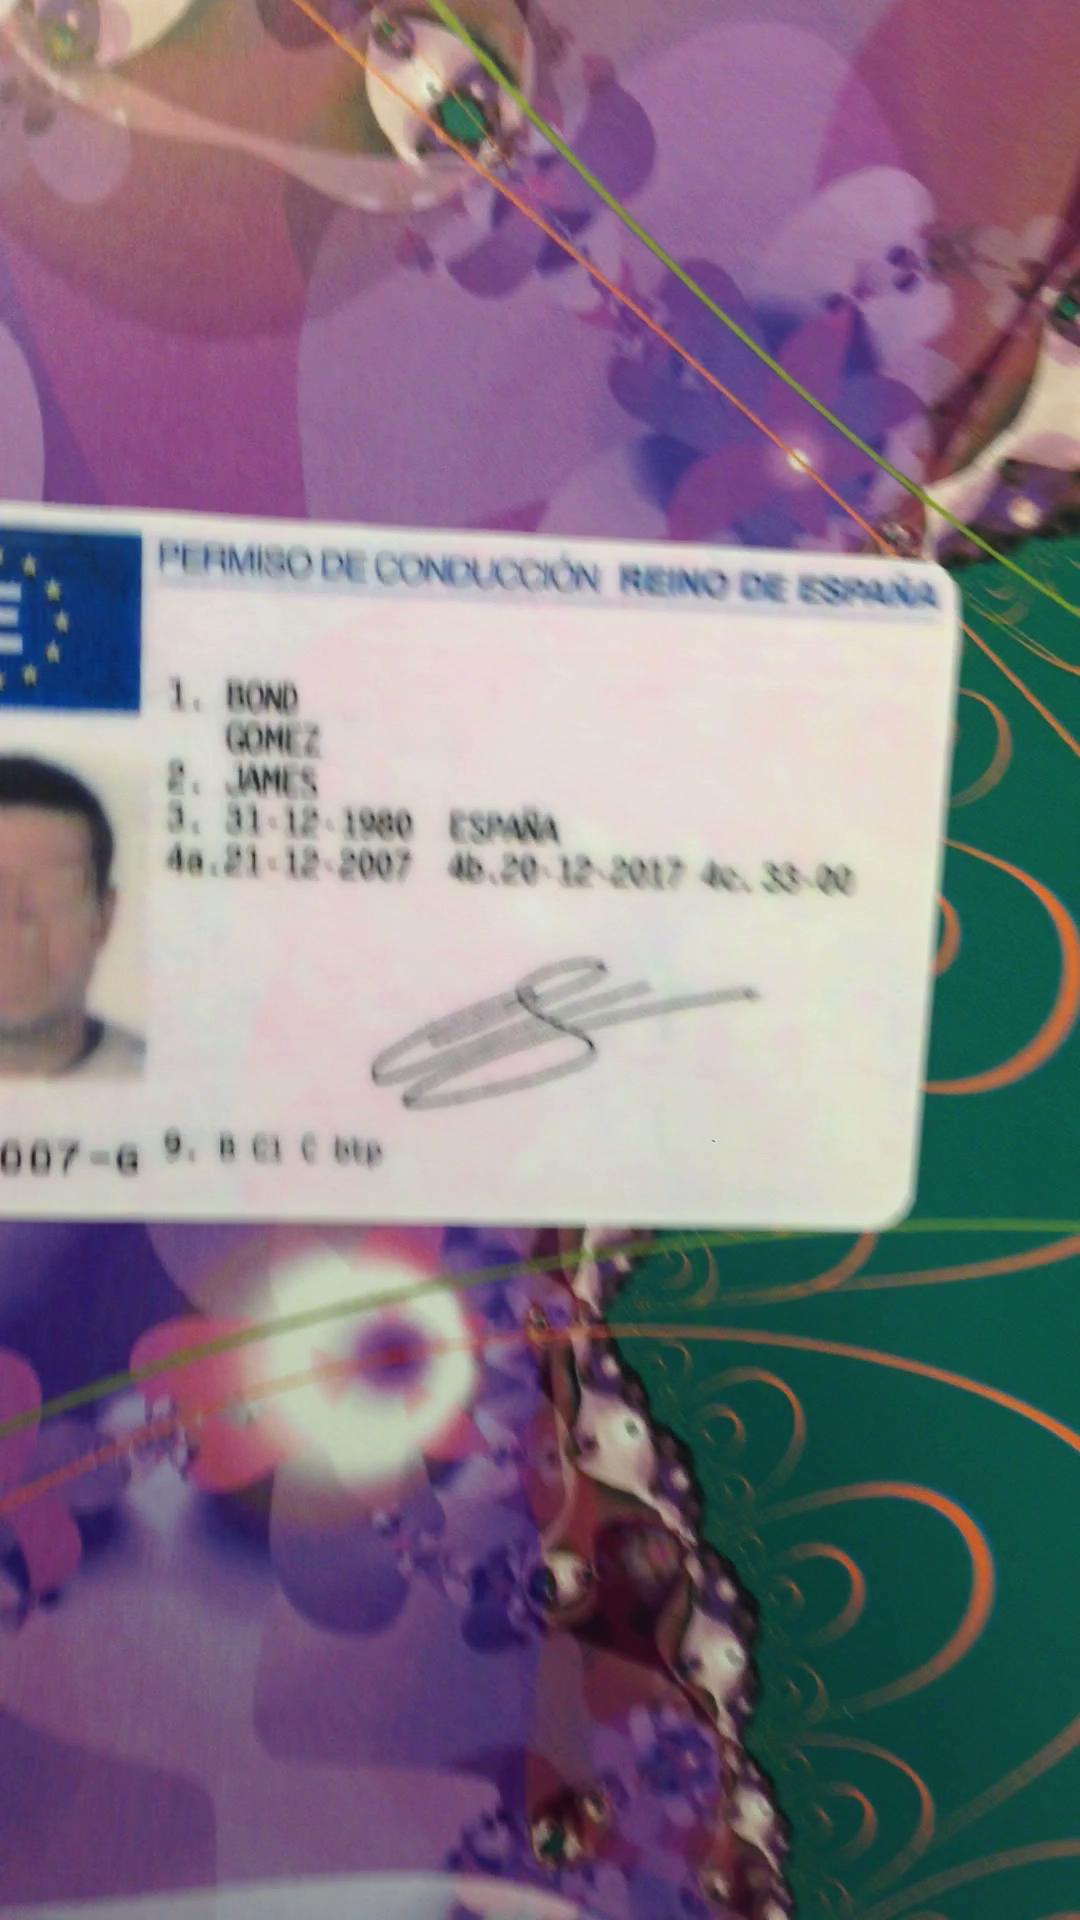 PERMISO DE CONDUCCIÓN REINO DE ESPAÑA
1. BOND
GOMEZ
2. JAMES
3. 31-12-1980 ESPAÑA
4a.21-12-2007 4b.20-12-2017 4c.33-00
007-G 9. B C1 C btp